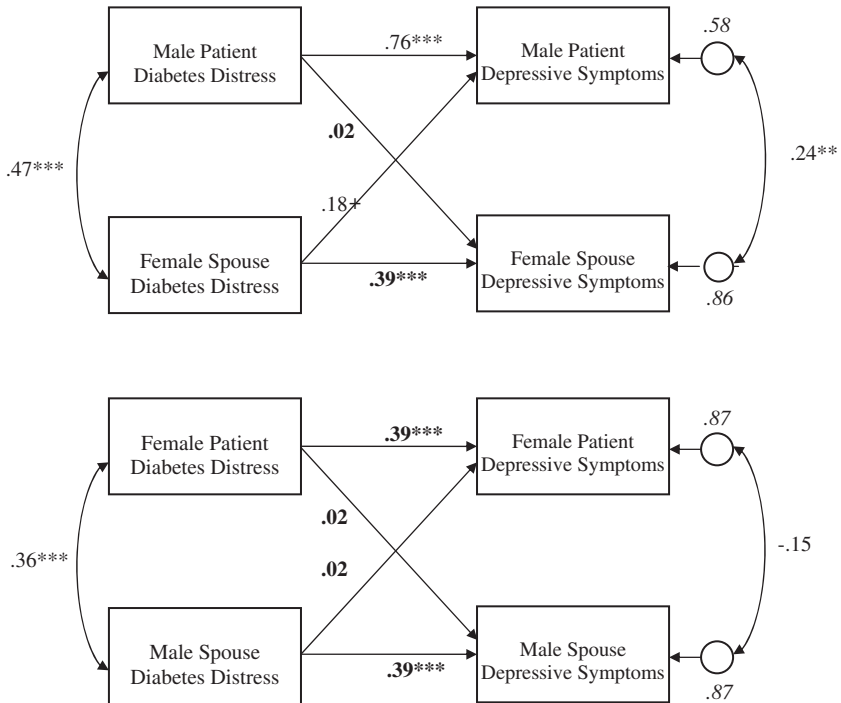 .58
Male Patient
Diabetes Distress
.76***
Male Patient
Depressive Symptoms
.02
.47***
.24**
.18+
Female Spouse
Diabetes Distress
.39***
Female Spouse
Depressive Symptoms
.86
.87
Female Patient
Diabetes Distress
.39***
Female Patient
Depressive Symptoms
.02
.36***
-.15
.02
Male Spouse
Diabetes Distress
.39***
Male Spouse
Depressive Symptoms
.87